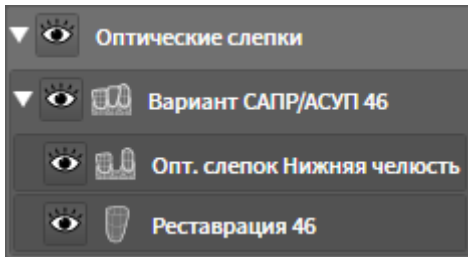 Оптические слепки
Вариант САПР/АСУП 46
Опт. слепок Нижняя челюсть
Реставрация 46